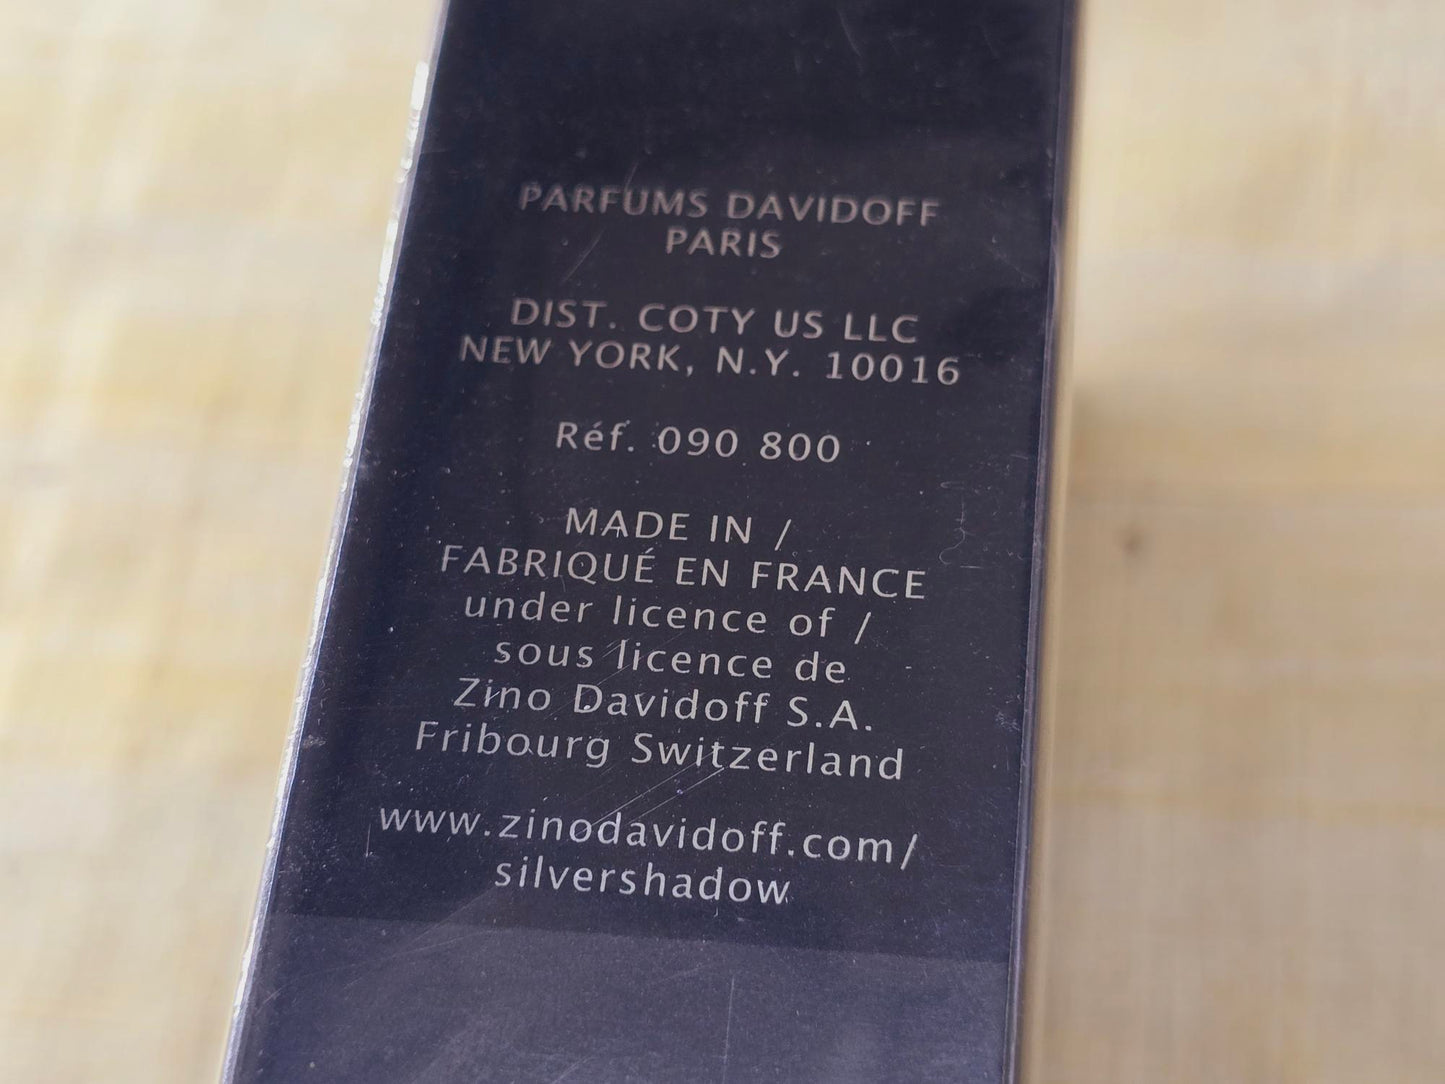 PARFUMS DAVIDOFF
PARIS
DIST. COTY US LLC
NEW YORK, N.Y. 10016
Réf. 090 800
MADE IN /
FABRIQUÉ EN FRANCE
under licence of /
sous licence de
Zino Davidoff S.A.
Fribourg Switzerland
www.zinodavidoff.com/
silvershadow